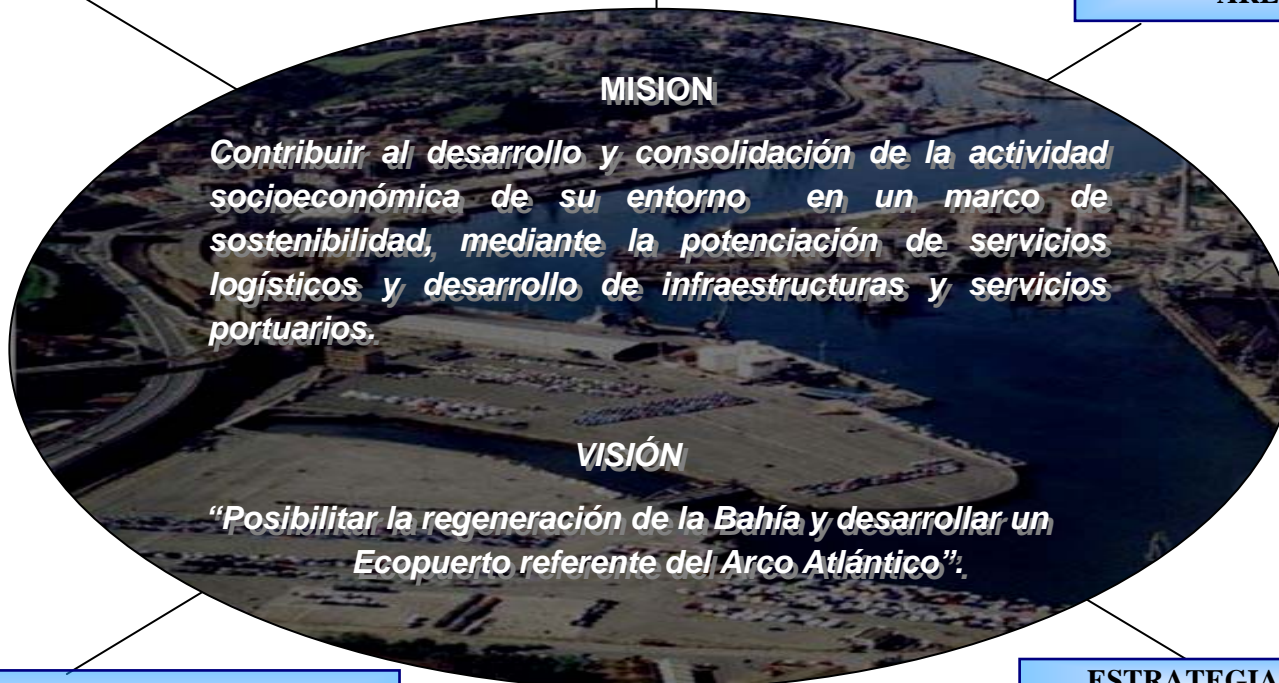 MISION
Contribuir al desarrollo y consolidación de la actividad
socioeconómica de su entorno en un marco de
sostenibilidad, mediante la potenciación de servicios
logísticos y desarrollo de infraestructuras y servicios
portuarios.
VISIÓN
“Posibilitar la regeneración de la Bahía y desarrollar un
Ecopuerto referente del Arco Atlántico”.
ESTRATEGIA